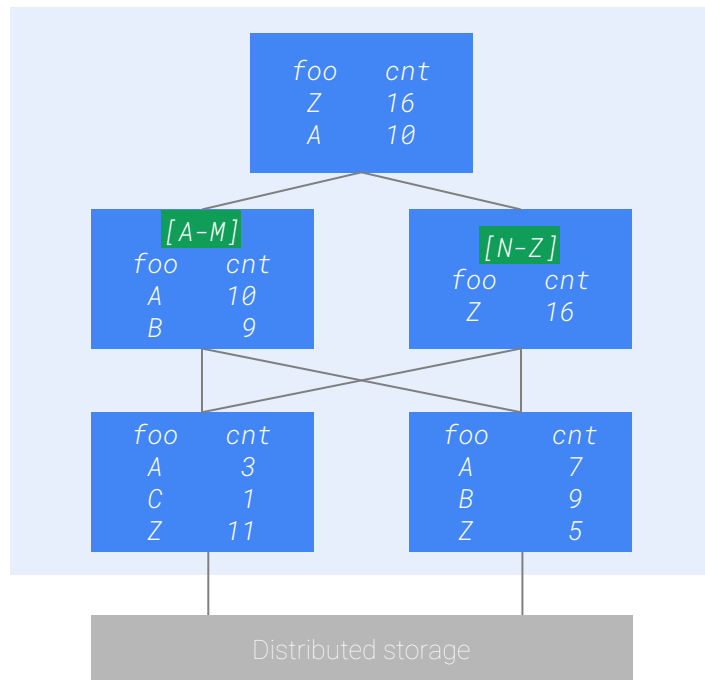 foo cnt
Z 16
A 10
[A-M]
foo cnt
A 10
B 9
[N-Z]
foo cnt
Z 16
foo cnt
A 3
C 1
Z 11
foo cnt
A 7
B 9
Z 5
Distributed storage